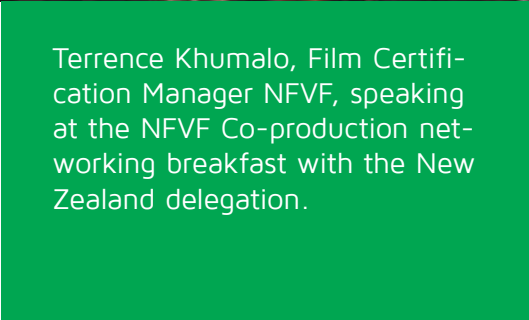 Terrence Khumalo, Film Certifi-
cation Manager NFVF, speaking
at the NFVF Co-production net-
working breakfast with the New
Zealand delegation.